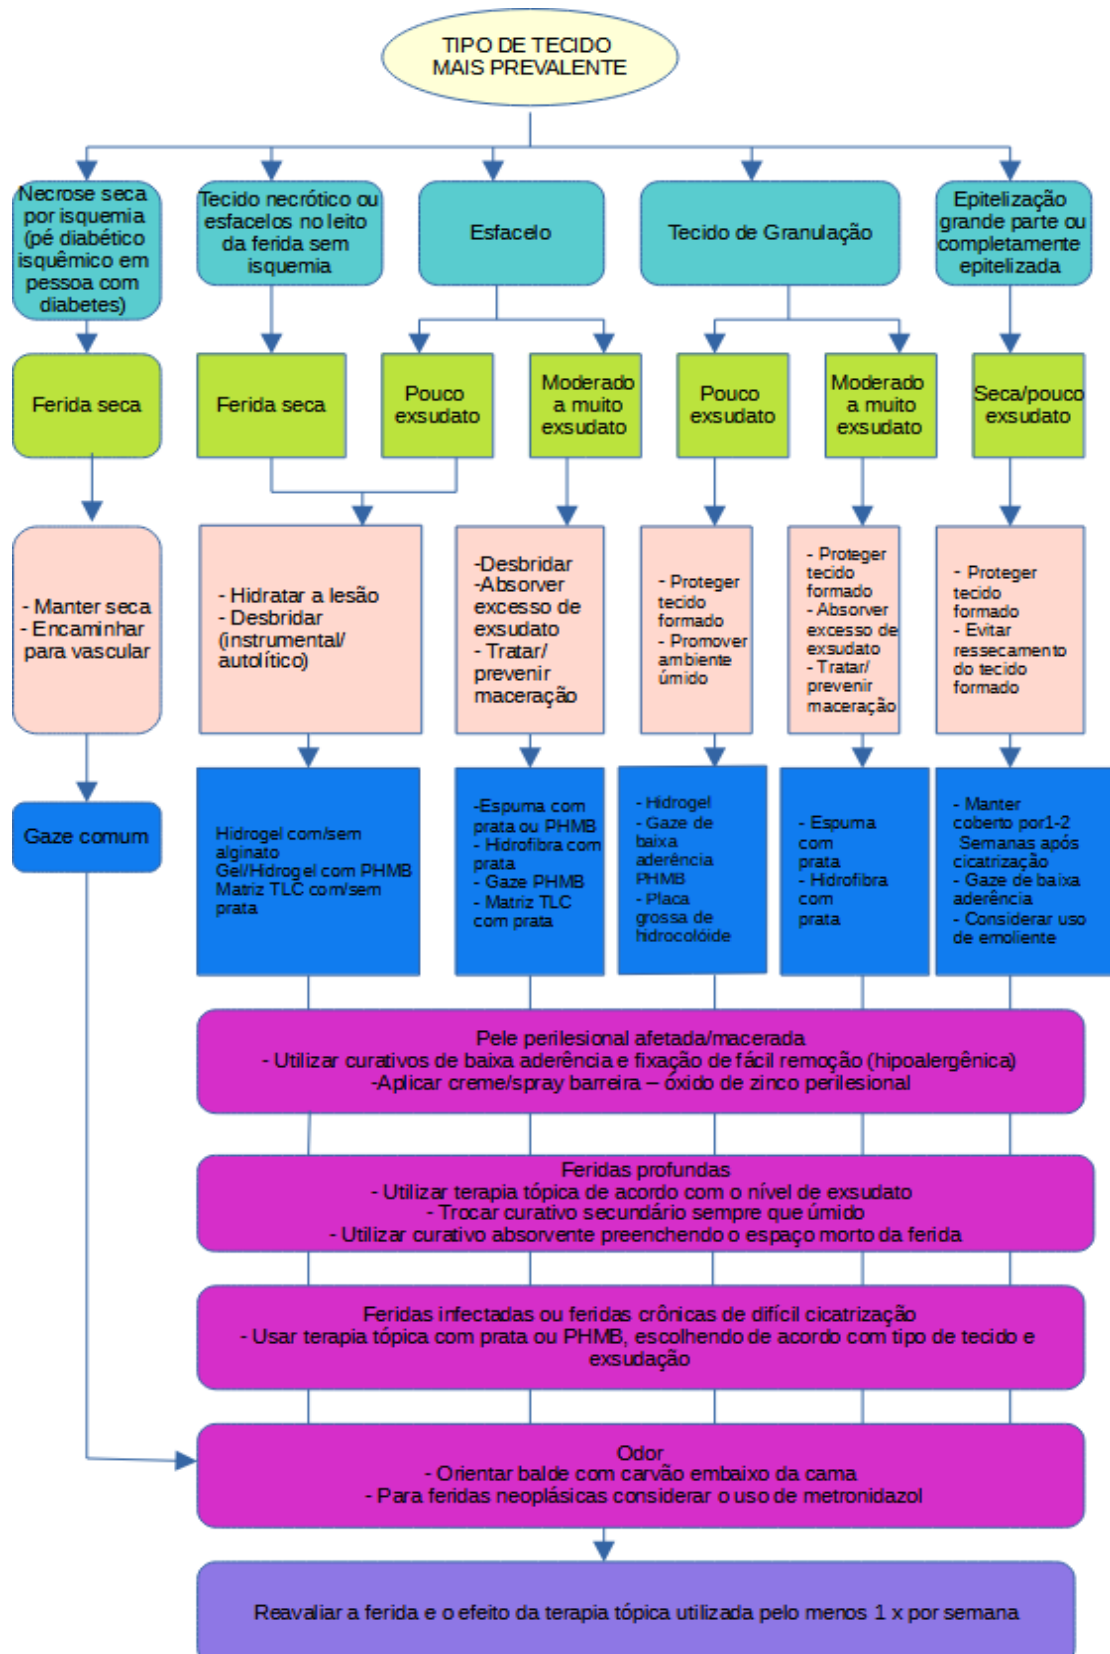 TIPO DE TECIDO
MAIS PREVALENTE
Necrose seca
por isquemia
(pé diabético
isquêmico em
pessoa com
diabetes)
Tecido necrótico ou
esfacelos no leito
da ferida sem
isquemia
Esfacelo
Tecido de Granulação
Epitelização
grande parte ou
completamente
epitelizada
Ferida seca
Ferida seca
Pouco
exsudato
Moderado
a muito
exsudato
Pouco
exsudato
Moderado
a muito
exsudato
Seca/pouco
exsudato
- Manter seca
- Encaminhar
para vascular
- Hidratar a lesão
- Desbridar
(instrumental/
autolítico)
-Desbridar
-Absorver
excesso de
exsudato
- Tratar/
prevenir
maceração
- Proteger
tecido
formado
- Promover
ambiente
úmido
- Proteger
tecido
formado
- Absorver
excesso de
exsudato
- Tratar/
prevenir
maceração
- Proteger
tecido
formado
- Evitar
ressecamento
do tecido
formado
Gaze comum
Hidrogel com/sem
alginato
Gel/Hidrogel com PHMB
Matriz TLC com/sem
prata
-Espuma com
prata ou PHMB
- Hidrofibra com
prata
- Gaze PHMB
- Matriz TLC
com prata
- Hidrogel
- Gaze de
baixa
aderência
PHMB
- Placa
grossa de
hidrocolóide
- Espuma
com
prata
- Hidrofibra
com
prata
- Manter
coberto por1-2
Semanas após
cicatrização
- Gaze de baixa
aderência
- Considerar uso
de emoliente
Pele perilesional afetada/macerada
- Utilizar curativos de baixa aderência e fixação de fácil remoção (hipoalergênica)
-Aplicar creme/spray barreira – óxido de zinco perilesional
Feridas profundas
- Utilizar terapia tópica de acordo com o nível de exsudato
- Trocar curativo secundário sempre que úmido
- Utilizar curativo absorvente preenchendo o espaço morto da ferida
Feridas infectadas ou feridas crônicas de difícil cicatrização
- Usar terapia tópica com prata ou PHMB, escolhendo de acordo com tipo de tecido e
exsudação
Odor
- Orientar balde com carvão embaixo da cama
- Para feridas neoplásicas considerar o uso de metronidazol
Reavaliar a ferida e o efeito da terapia tópica utilizada pelo menos 1 x por semana